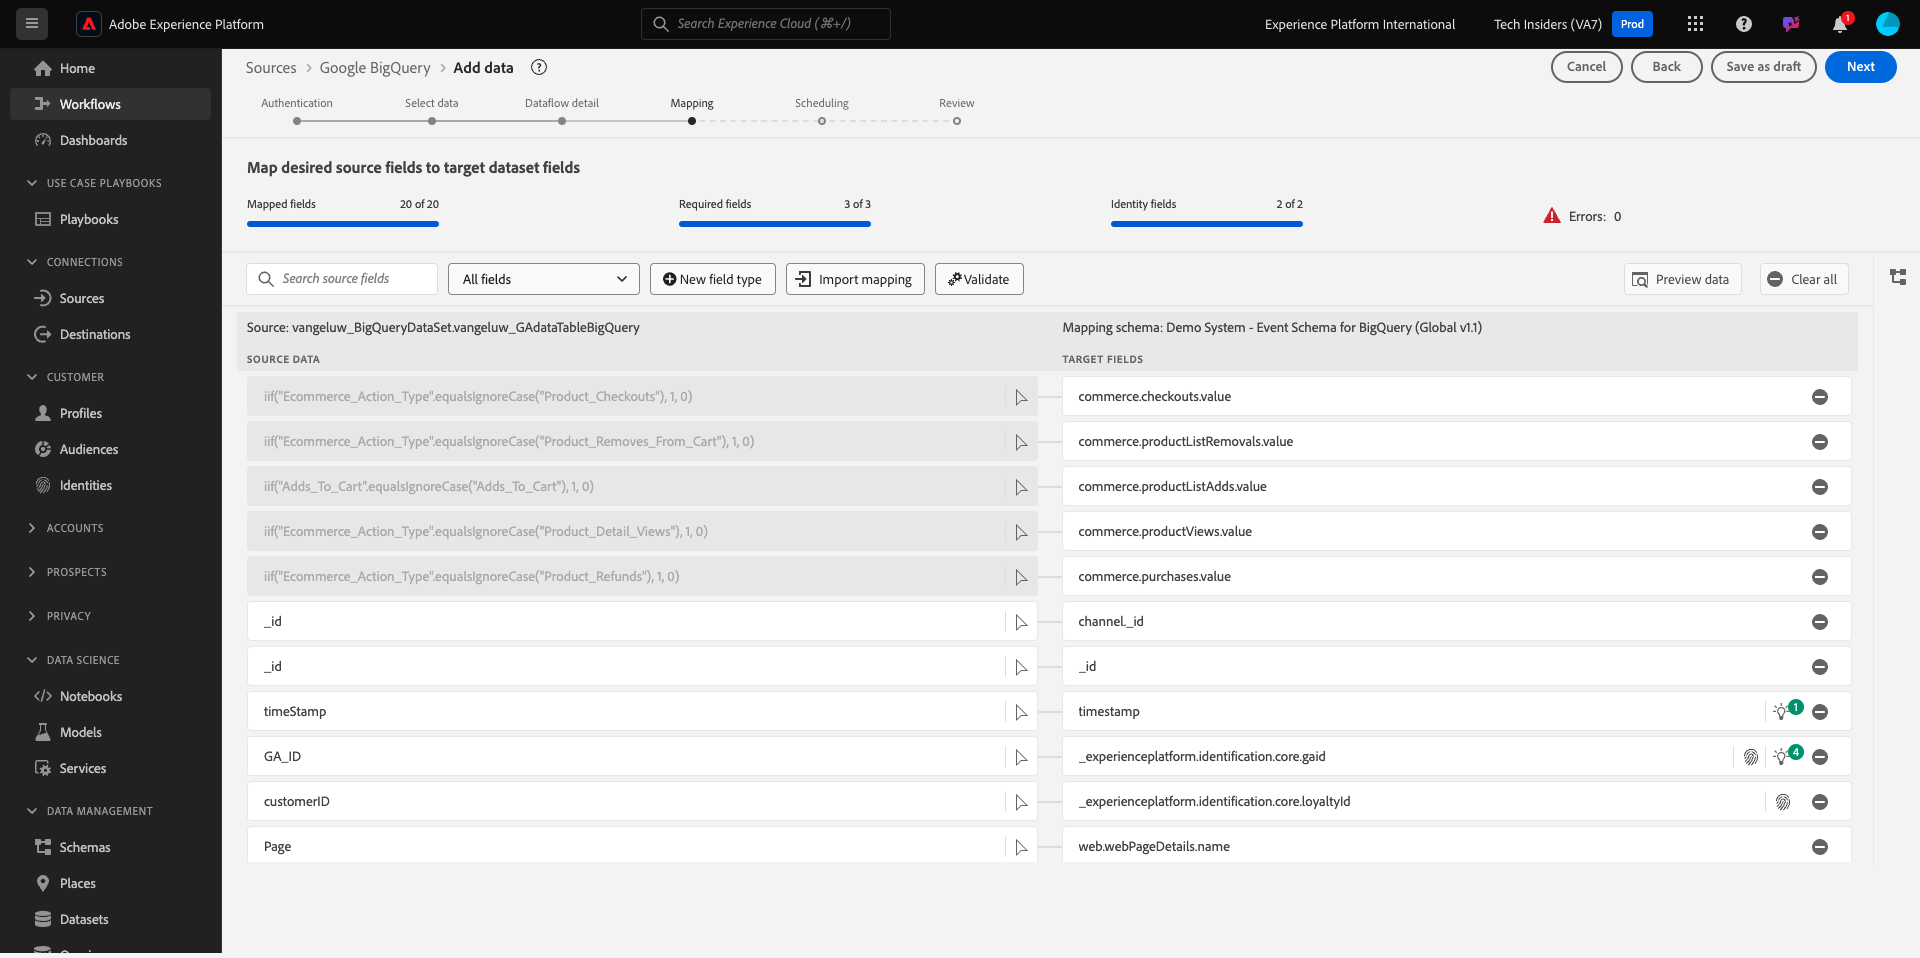 Adobe Experience Platform
Search Experience Cloud (⌘+/)
Experience Platform International
Tech Insiders (VA7)
Prod
1
Home
Workflows
Dashboards
USE CASE PLAYBOOKS
Playbooks
CONNECTIONS
Sources
Destinations
CUSTOMER
Profiles
Audiences
Identities
ACCOUNTS
PROSPECTS
PRIVACY
DATA SCIENCE
Notebooks
Models
Services
DATA MANAGEMENT
Schemas
Places
Datasets
Sources > Google BigQuery > Add data
Cancel
Back
Save as draft
Next
Authentication
Select data
Dataflow detail
Mapping
Scheduling
Review
Map desired source fields to target dataset fields
Mapped fields 20 of 20
Required fields 3 of 3
Identity fields 2 of 2
Errors: 0
Search source fields
All fields
New field type
Import mapping
Validate
Preview data
Clear all
Source: vangeluw_BigQueryDataSet.vangeluw_GAdataTableBigQuery
Mapping schema: Demo System - Event Schema for BigQuery (Global v1.1)
SOURCE DATA
TARGET FIELDS
iif("Ecommerce_Action_Type".equalsIgnoreCase("Product_Checkouts"), 1, 0)
commerce.checkouts.value
iif("Ecommerce_Action_Type".equalsIgnoreCase("Product_Removes_From_Cart"), 1, 0)
commerce.productListRemovals.value
iif("Adds_To_Cart".equalsIgnoreCase("Adds_To_Cart"), 1, 0)
commerce.productListAdds.value
iif("Ecommerce_Action_Type".equalsIgnoreCase("Product_Detail_Views"), 1, 0)
commerce.productViews.value
iif("Ecommerce_Action_Type".equalsIgnoreCase("Product_Refunds"), 1, 0)
commerce.purchases.value
_id
channel._id
_id
_id
timeStamp
timestamp
1
GA_ID
_experienceplatform.identification.core.gaid
4
customerID
_experienceplatform.identification.core.loyaltyId
Page
web.webPageDetails.name